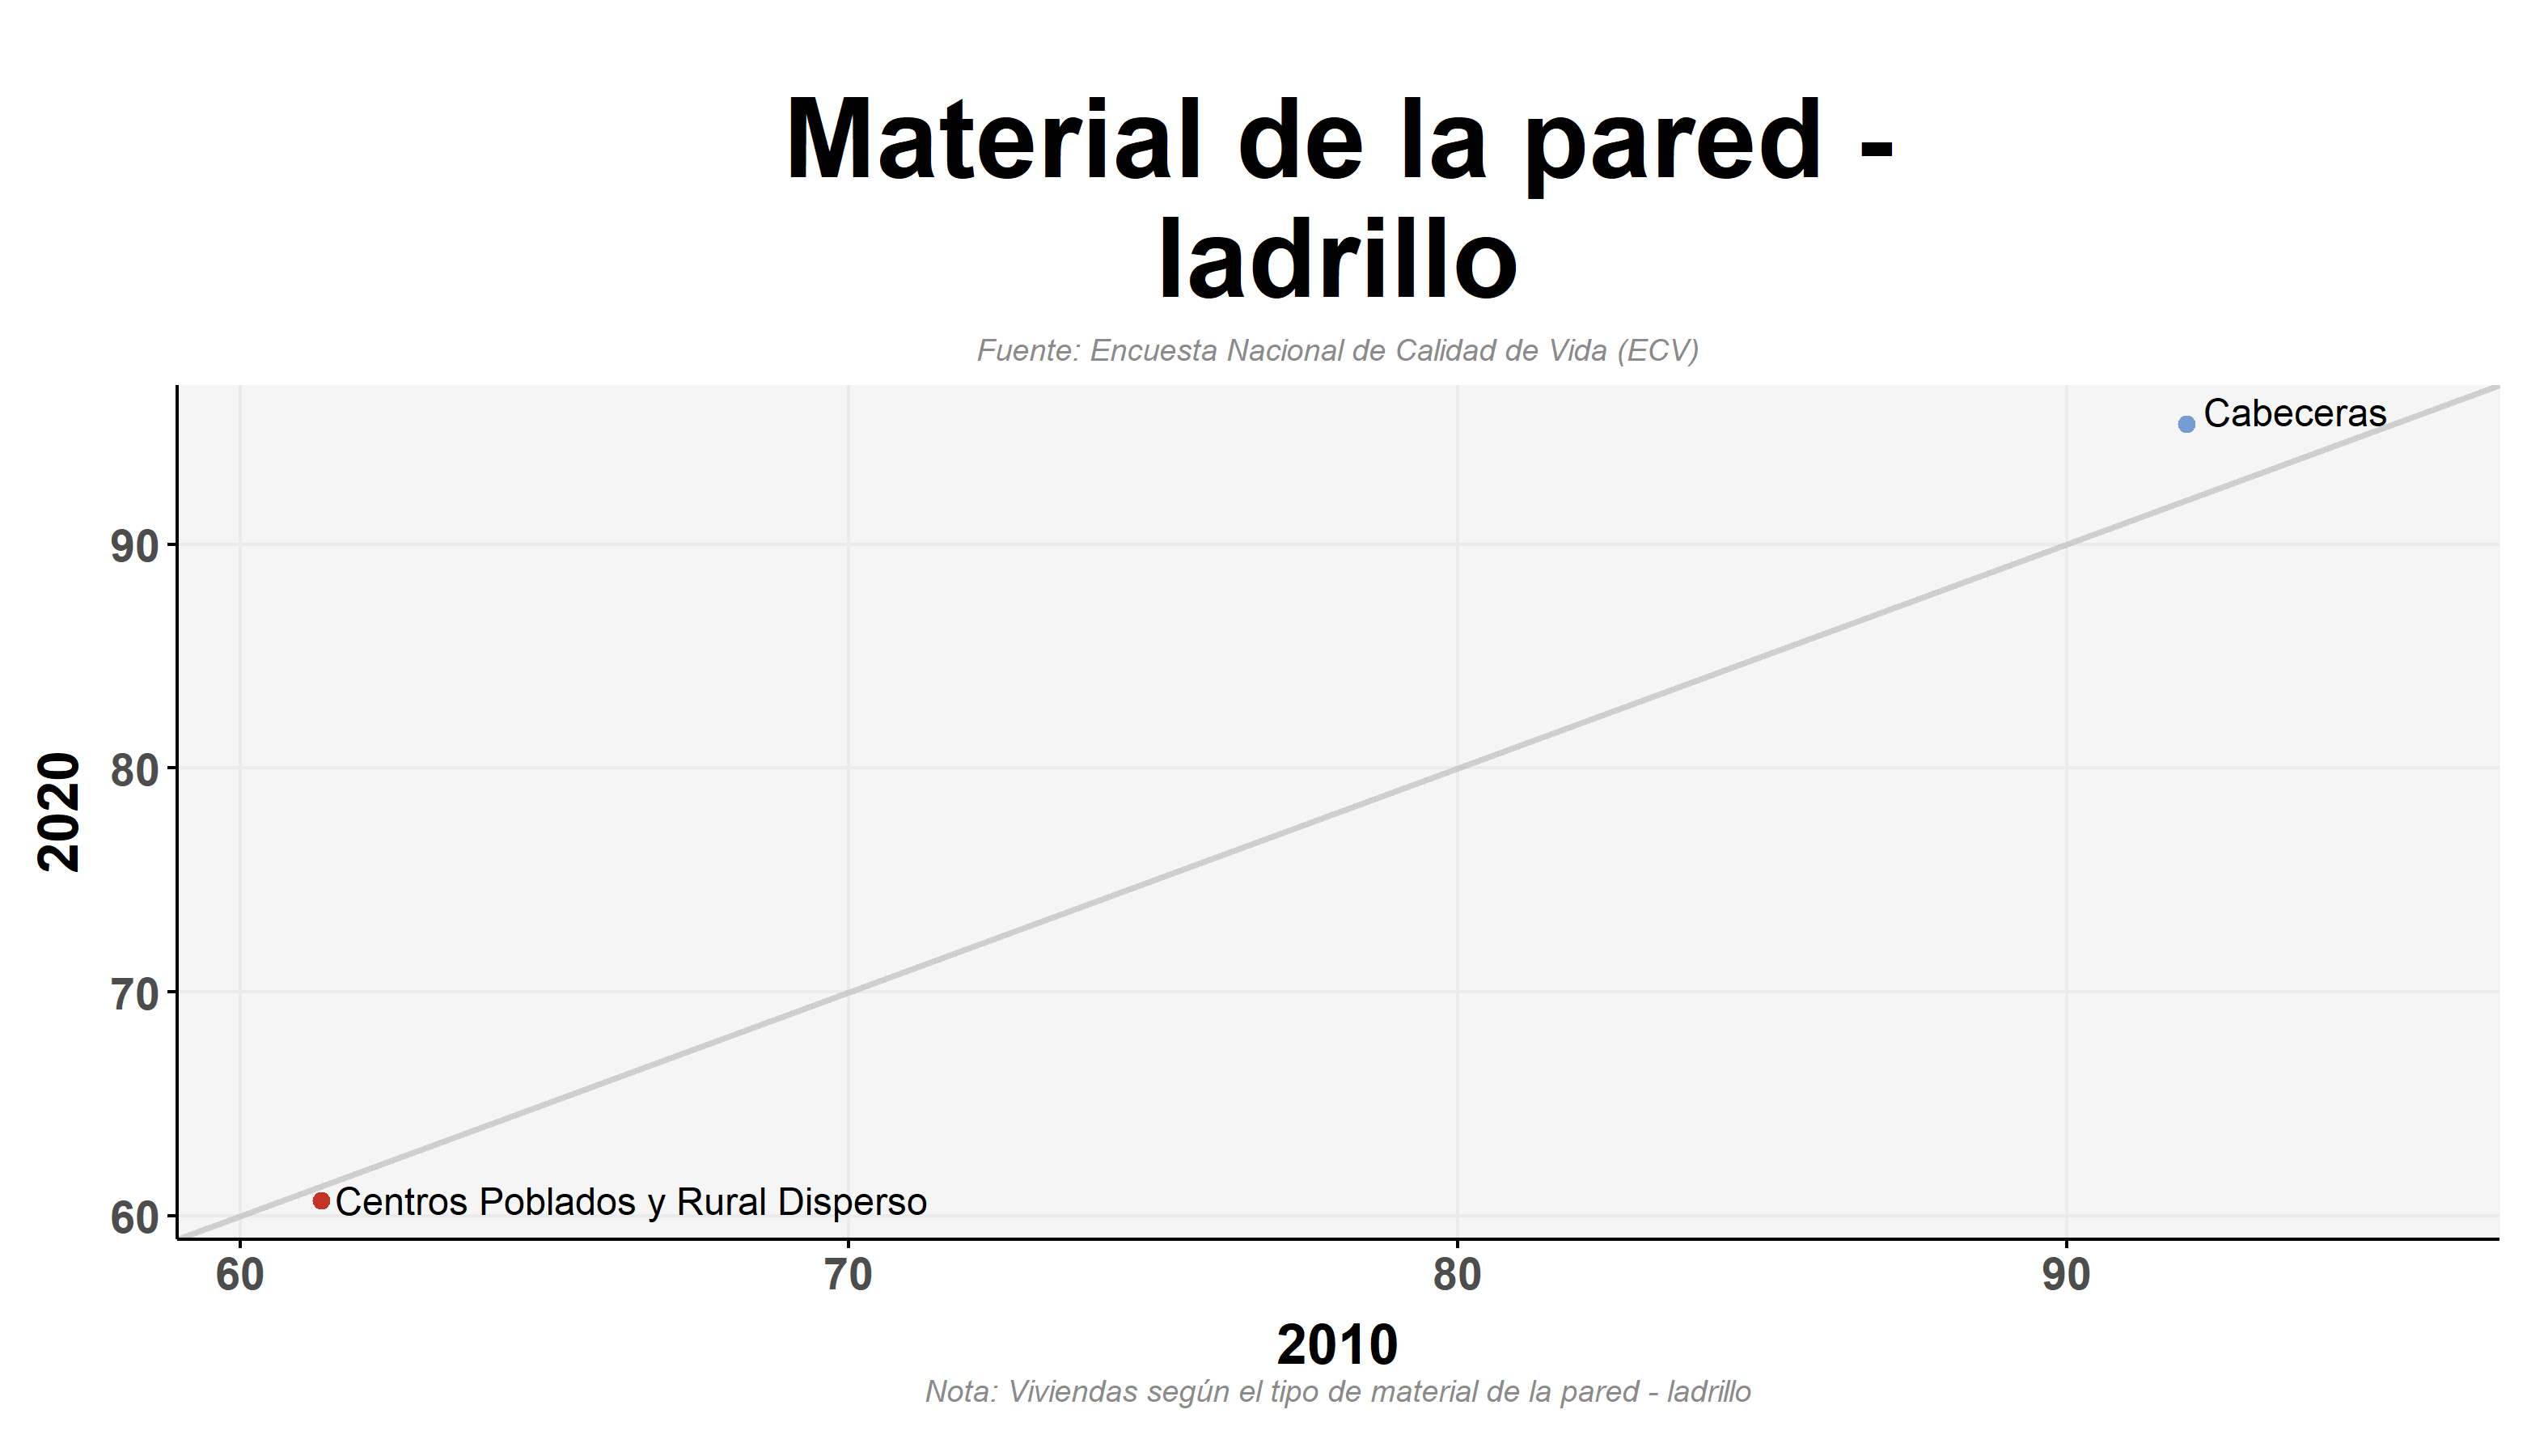 Material de la pared -
ladrillo
Fuente: Encuesta Nacional de Calidad de Vida (ECV)
Cabeceras
90
80
2020
70
Centros Poblados y Rural Disperso
60
60 70 80 90
2010
Nota: Viviendas según el tipo de material de la pared - ladrillo